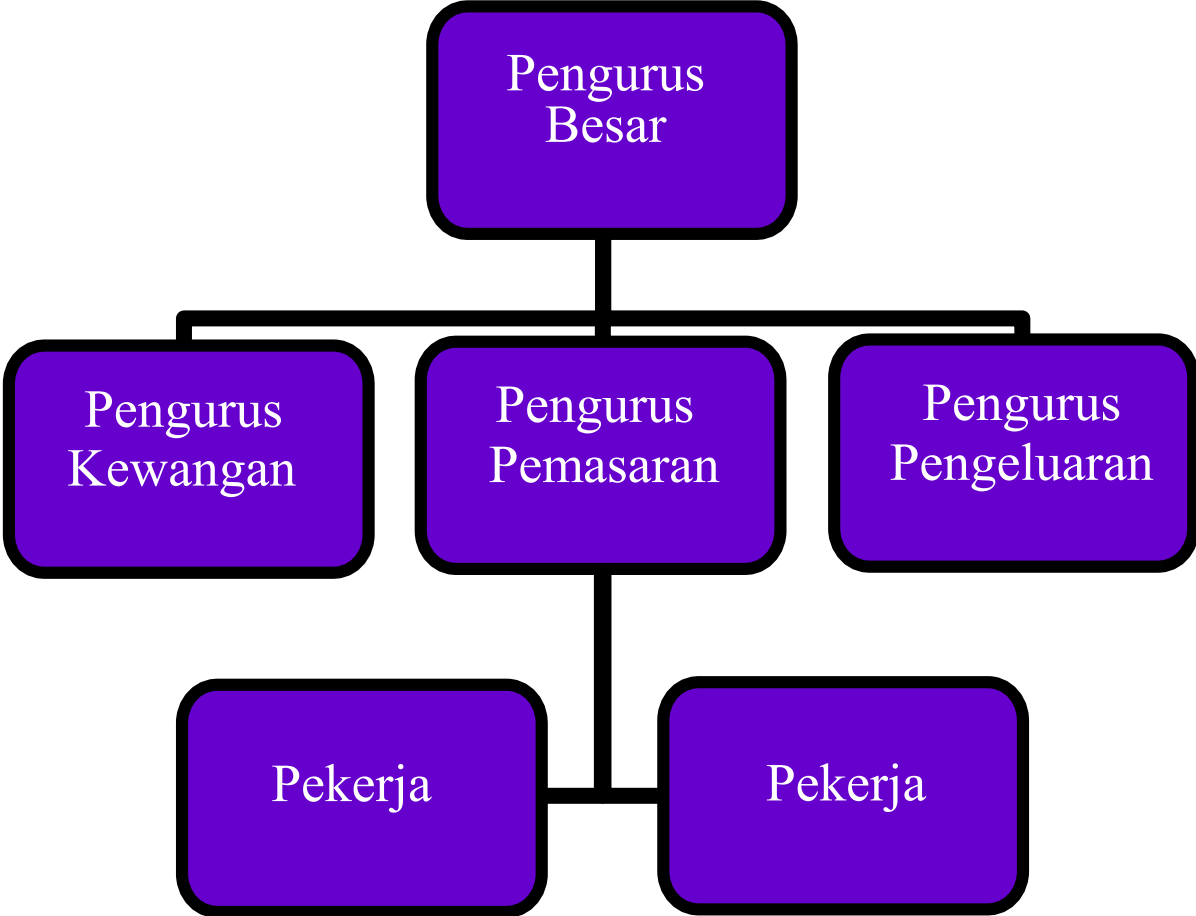 Pengurus
Besar
Pengurus
Kewangan
Pengurus
Pemasaran
Pengurus
Pengeluaran
Pekerja
Pekerja